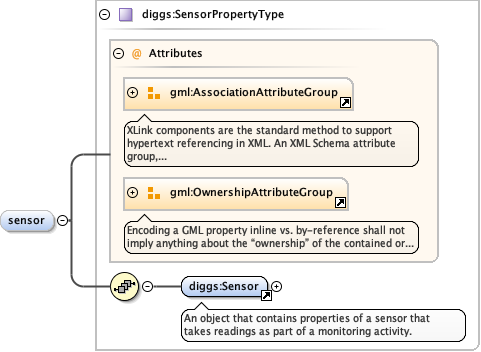 diggs:SensorPropertyType
@ Attributes
gml:AssociationAttributeGroup
XLink components are the standard method to support
hypertext referencing in XML. An XML Schema attribute
group,...
gml:OwnershipAttributeGroup
Encoding a GML property inline vs. by-reference shall not
imply anything about the “ownership” of the contained or...
sensor
diggs:Sensor
An object that contains properties of a sensor that
takes readings as part of a monitoring activity.